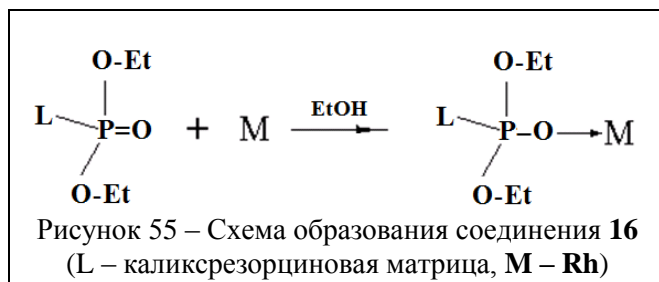 O-Et
L
P=O
O-Et
+
M
EtOH
O-Et
L
P–O
M
O-Et
Рисунок 55 – Схема образования соединения 16
(L – каликсрезорциновая матрица, M – Rh)